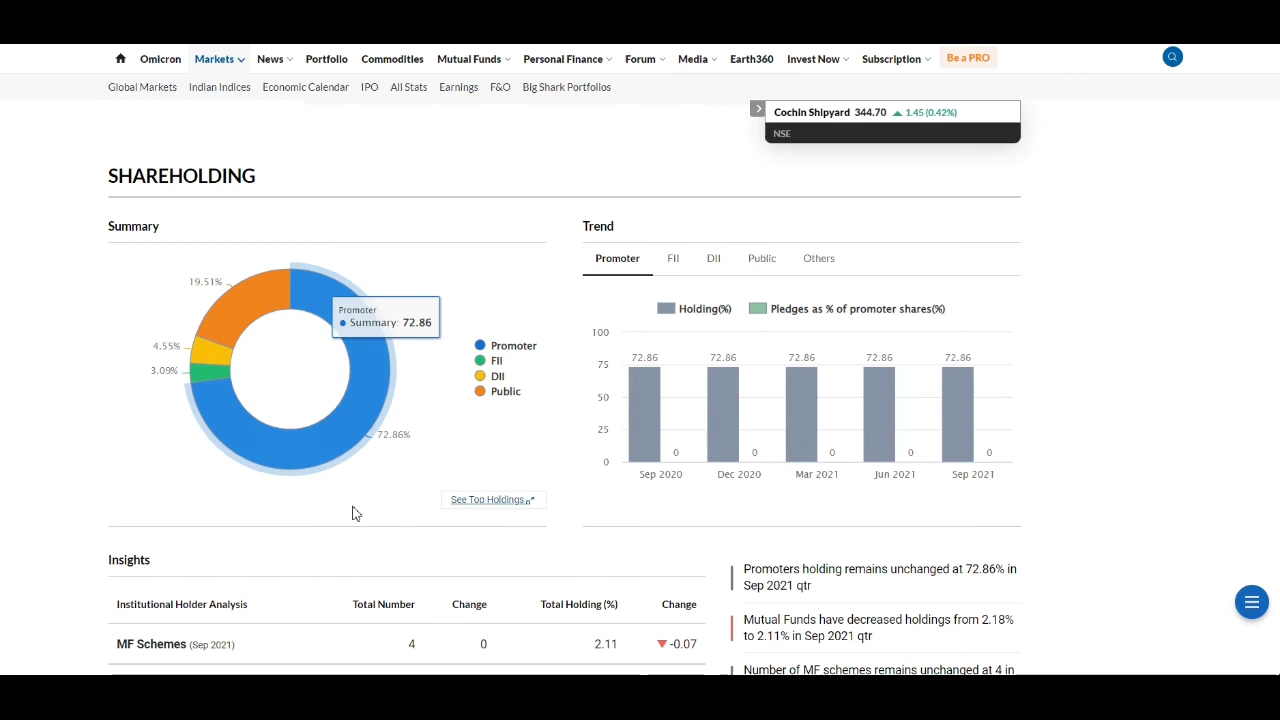 Omicron Markets News Portfolio Commodities Mutual Funds Personal Finance Forum Media Earth360 Invest Now Subscription Be a PRO
Global Markets Indian Indices Economic Calendar IPO All Stats Earnings F&O Big Shark Portfolios
Cochin Shipyard 344.70 ▲ 1.45 (0.42%)
NSE
SHAREHOLDING
Summary
19.51%
4.55%
3.09%
72.86%
Promoter
Summary: 72.86
Promoter
FII
DII
Public
See Top Holdings
Trend
Promoter FII DII Public Others
Holding(%) Pledges as % of promoter shares(%)
100
75
50
25
0
72.86 72.86 72.86 72.86 72.86
0 0 0 0 0
Sep 2020 Dec 2020 Mar 2021 Jun 2021 Sep 2021
Insights
Institutional Holder Analysis Total Number Change Total Holding (%) Change
MF Schemes (Sep 2021) 4 0 2.11 ▼ -0.07
Promoters holding remains unchanged at 72.86% in
Sep 2021 qtr
Mutual Funds have decreased holdings from 2.18%
to 2.11% in Sep 2021 qtr
Number of MF schemes remains unchanged at 4 in